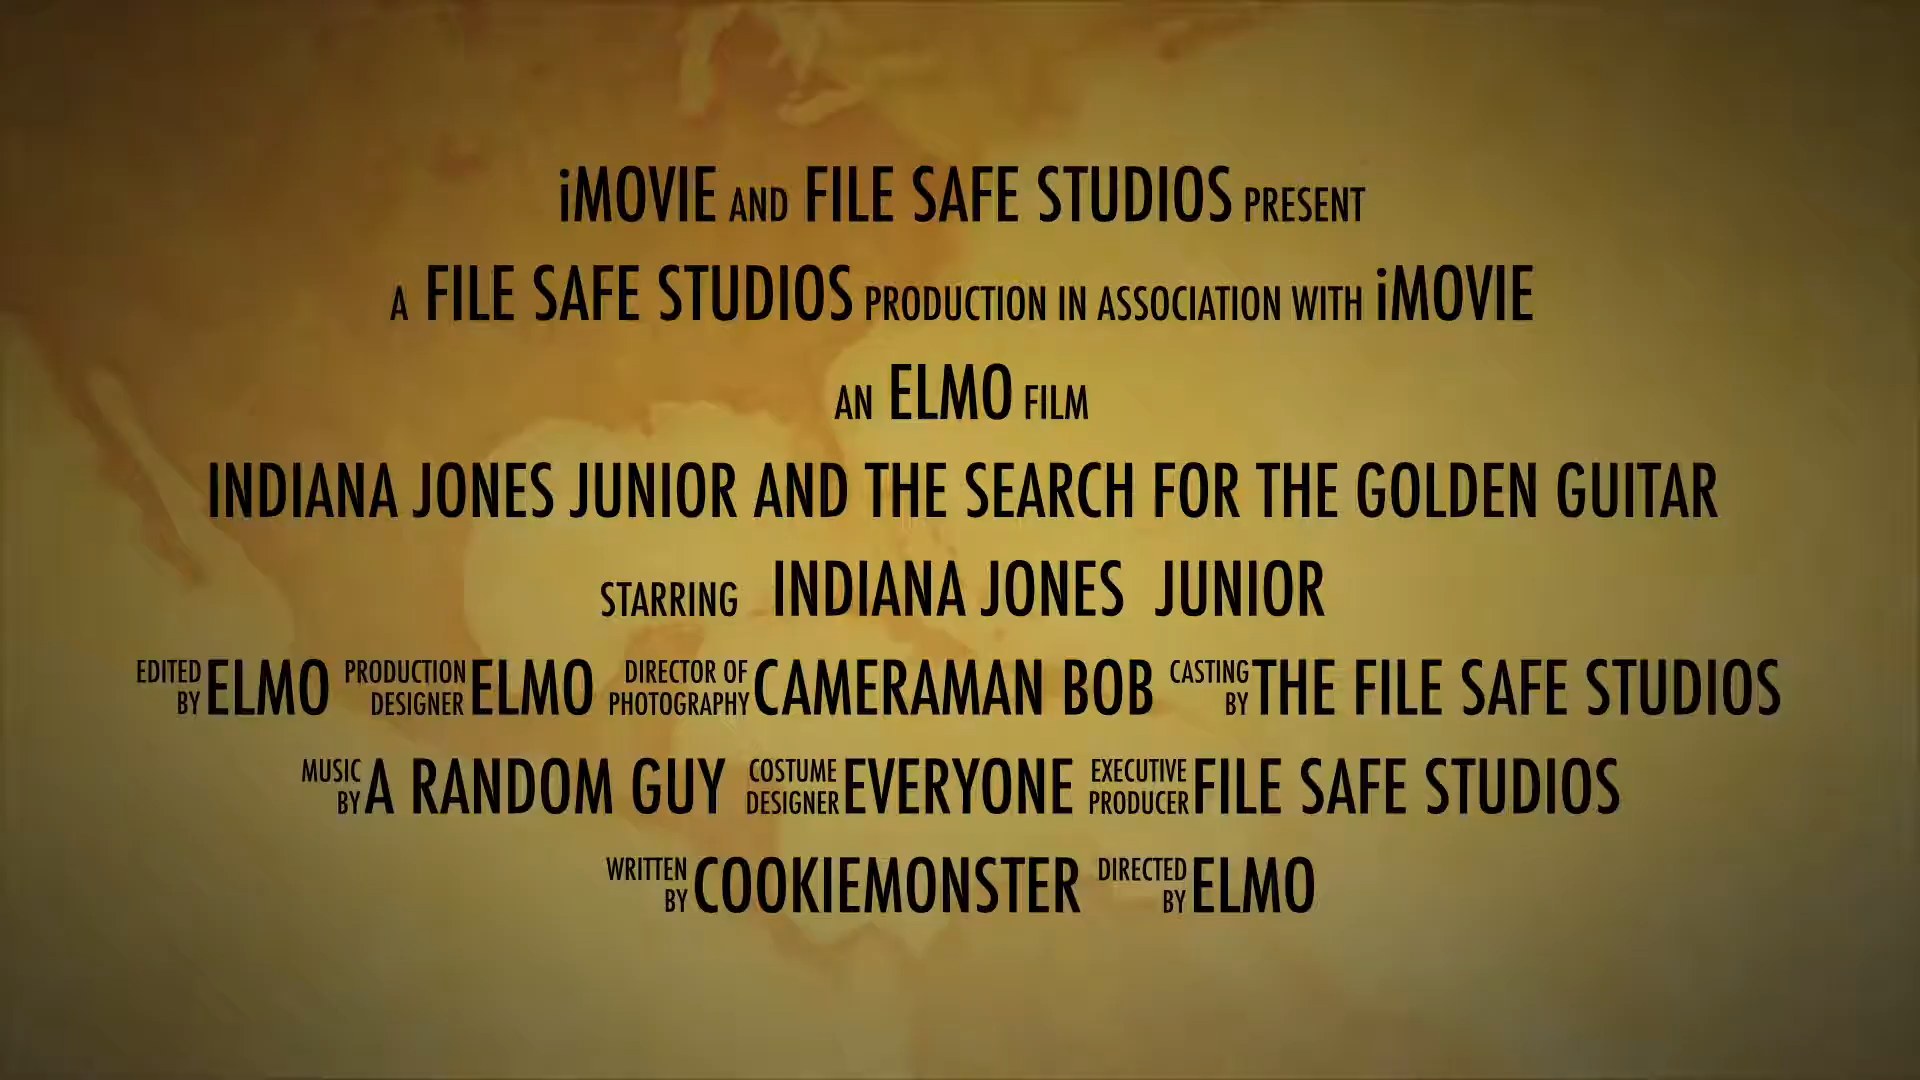 iMOVIE AND FILE SAFE STUDIOS PRESENT
A FILE SAFE STUDIOS PRODUCTION IN ASSOCIATION WITH iMOVIE
AN ELMO FILM
INDIANA JONES JUNIOR AND THE SEARCH FOR THE GOLDEN GUITAR
STARRING INDIANA JONES JUNIOR
EDITED BY ELMO PRODUCTION DESIGNER ELMO DIRECTOR OF PHOTOGRAPHY CAMERAMAN BOB CASTING BY THE FILE SAFE STUDIOS
MUSIC BY A RANDOM GUY COSTUME DESIGNER EVERYONE EXECUTIVE PRODUCER FILE SAFE STUDIOS
WRITTEN BY COOKIEMONSTER DIRECTED BY ELMO